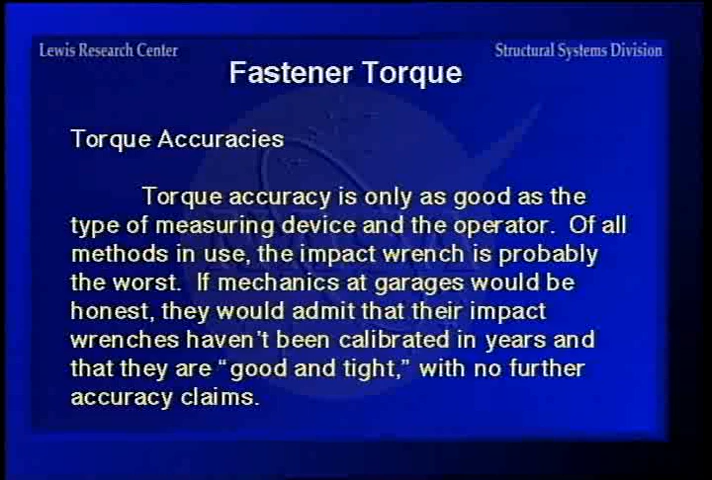 Lewis Research Center
Structural Systems Division
Fastener Torque
Torque Accuracies
Torque accuracy is only as good as the
type of measuring device and the operator.  Of all
methods in use, the impact wrench is probably
the worst.  If mechanics at garages would be
honest, they would admit that their impact
wrenches haven't been calibrated in years and
that they are “good and tight,” with no further
accuracy claims.